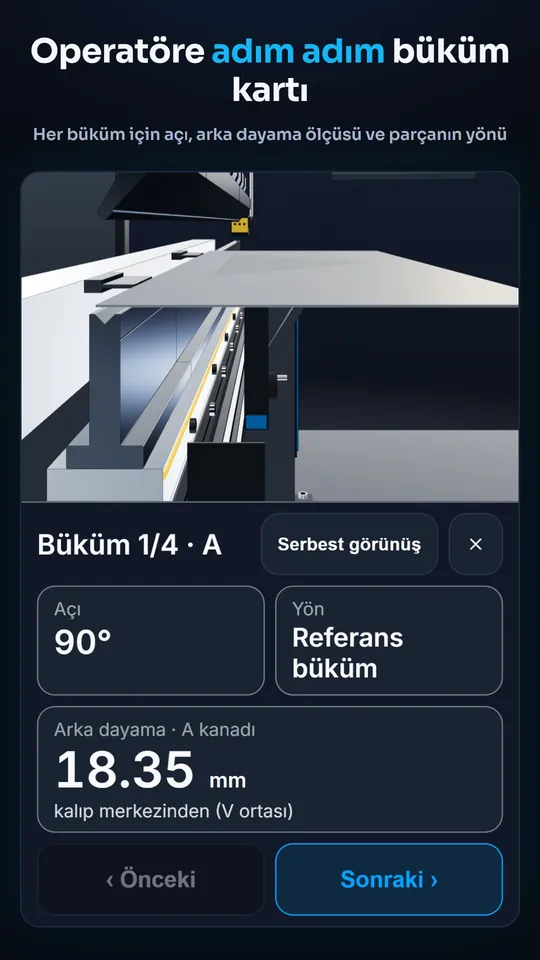 Operatöre adım adım büküm
kartı
Her büküm için açı, arka dayama ölçüsü ve parçanın yönü
Büküm 1/4 · A
Serbest görünüş
×
Açı
90°
Yön
Referans
büküm
Arka dayama · A kanadı
18.35 mm
kalıp merkezinden (V ortası)
‹ Önceki
Sonraki ›